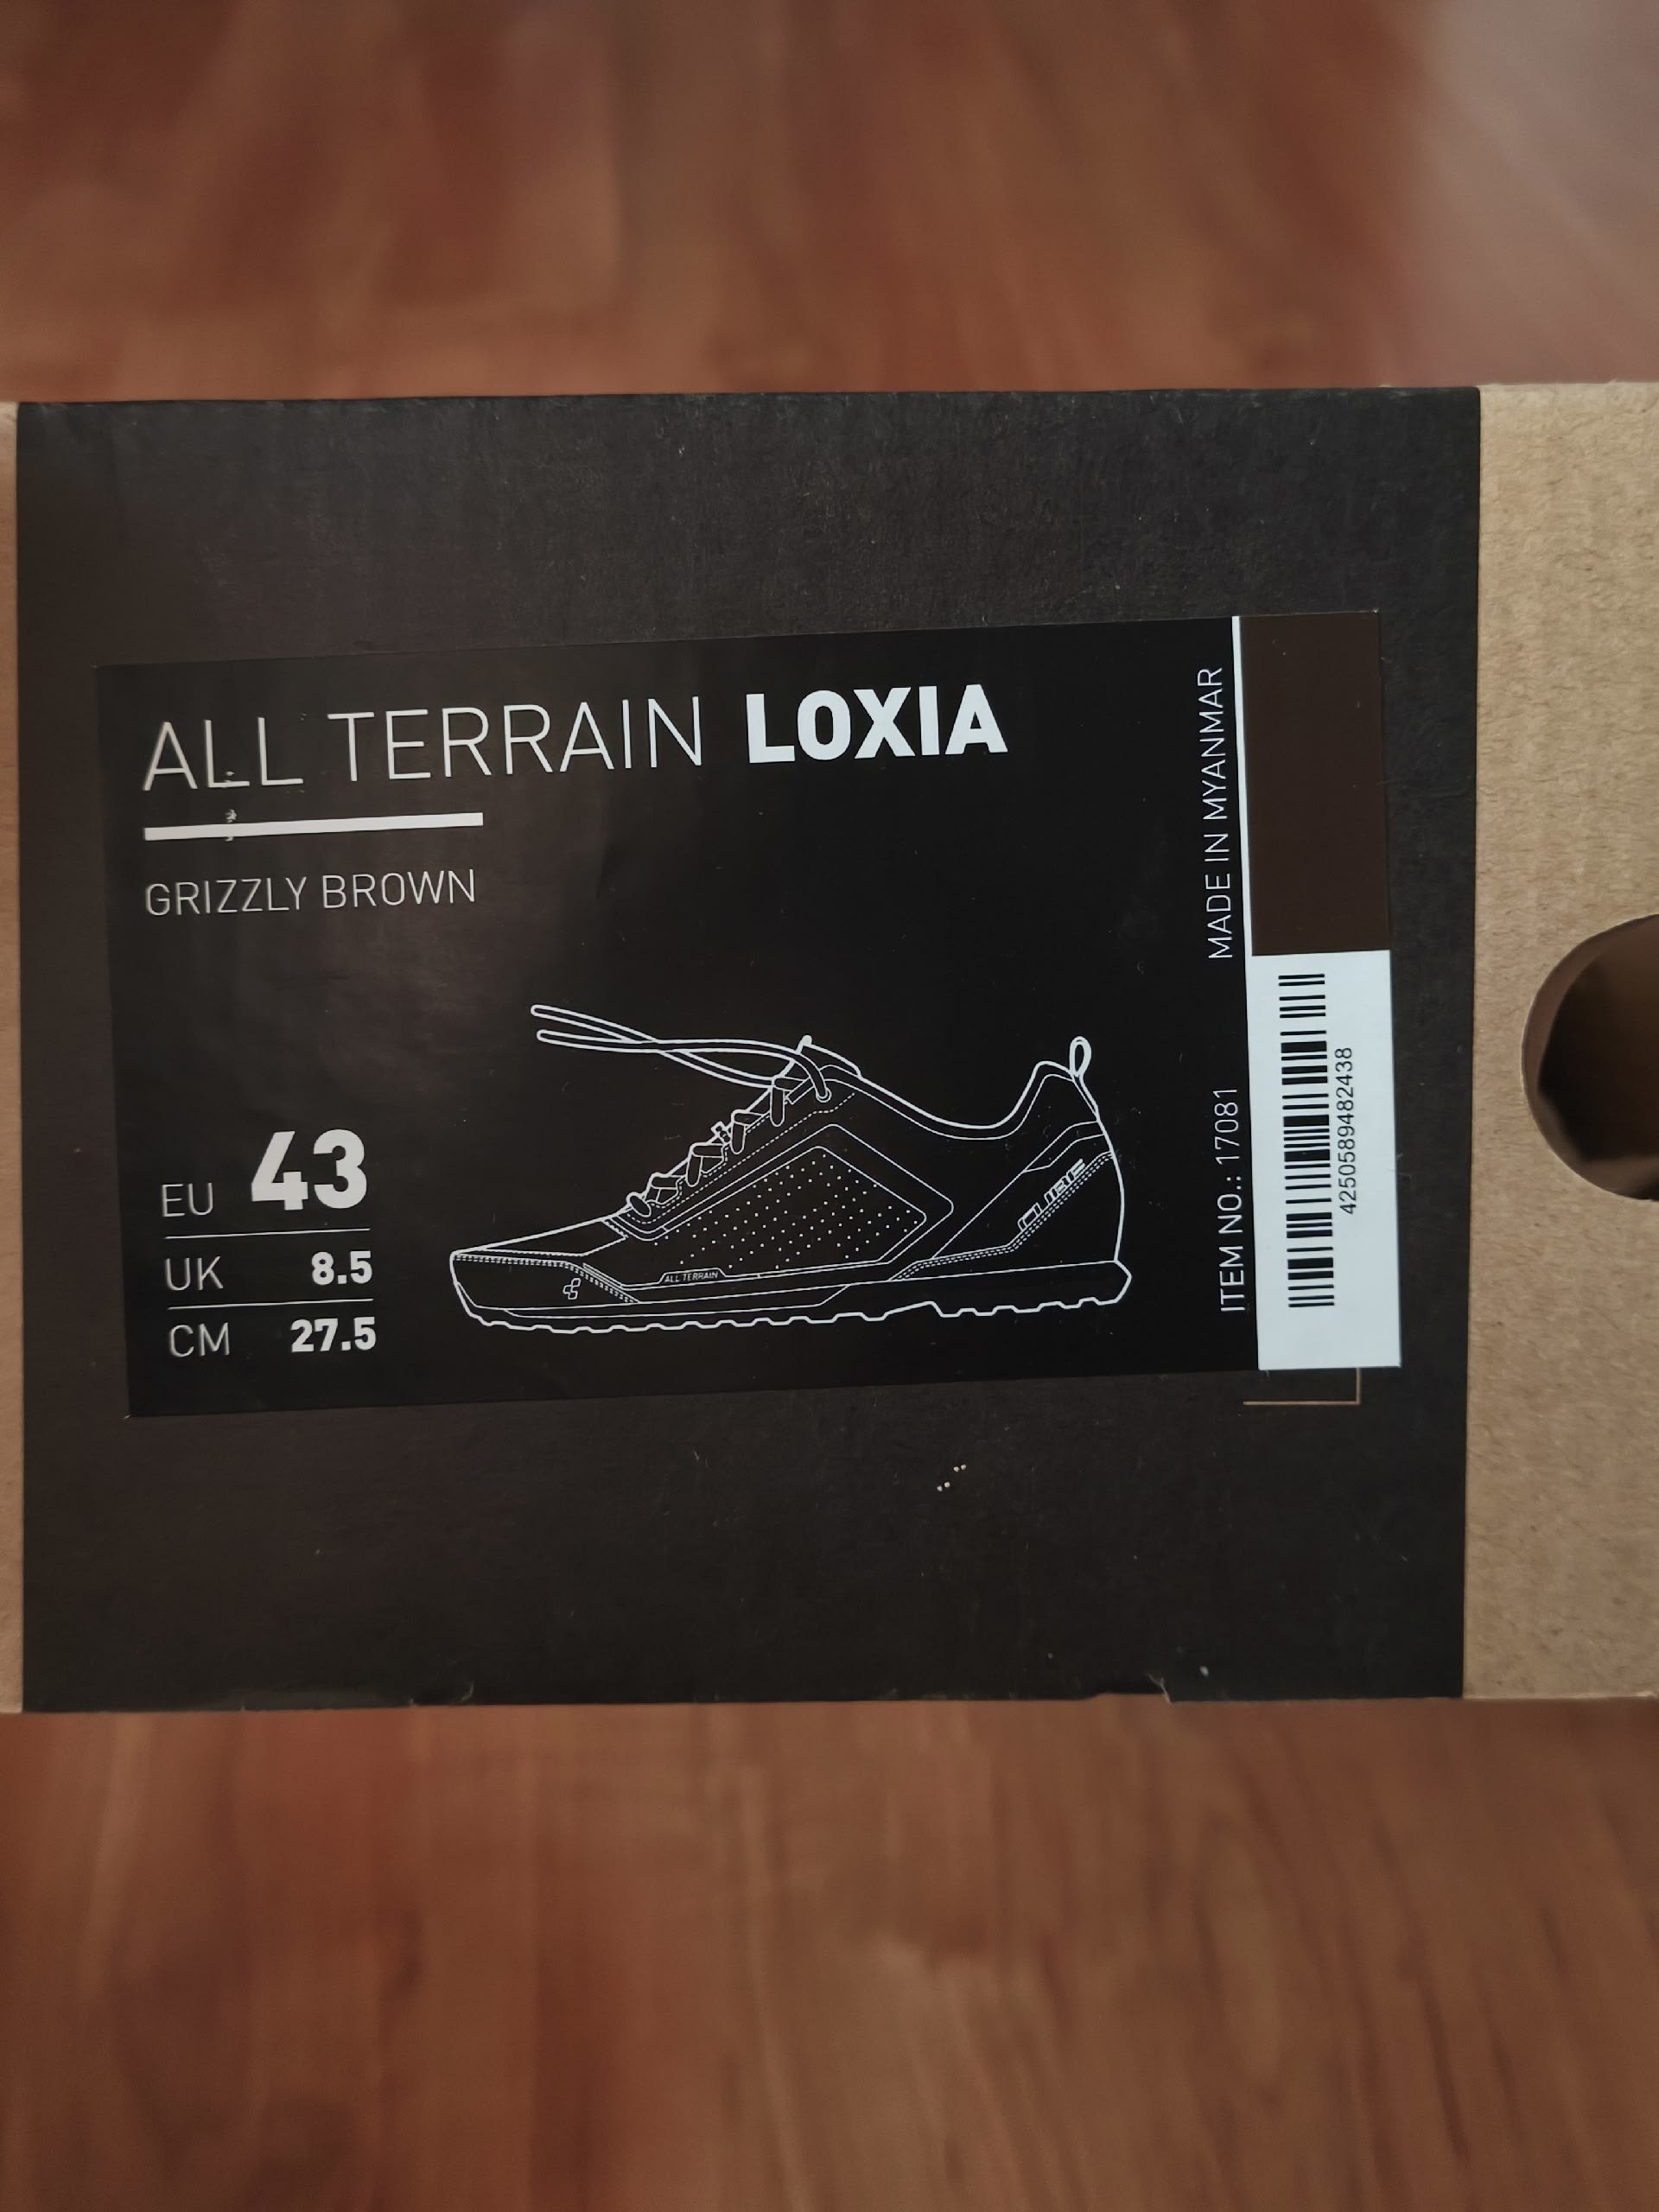 ALL TERRAIN LOXIA
GRIZZLY BROWN
EU 43
UK 8.5
CM 27.5
ALL TERRAIN
CUBE
MADE IN MYANMAR
ITEM NO.: 17081
4250589482438